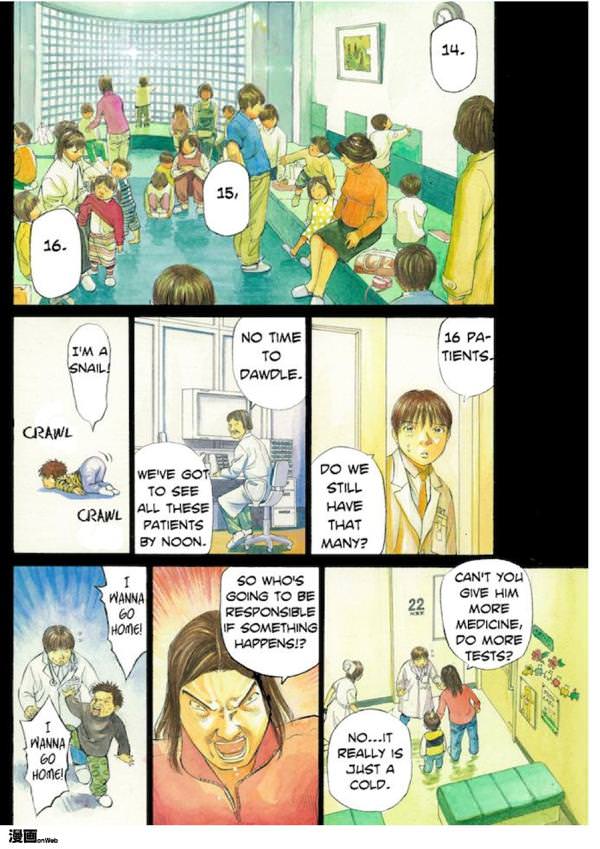 14.
15,
16.
16 PA-
TIENTS.
DO WE
STILL
HAVE
THAT
MANY?
NO TIME
TO
DAWDLE.
WE'VE GOT
TO SEE
ALL THESE
PATIENTS
BY NOON.
I'M A
SNAIL!
CRAWL
CRAWL
CAN'T YOU
GIVE HIM
MORE
MEDICINE,
DO MORE
TESTS?
22
NO...IT
REALLY IS
JUST A
COLD.
SO WHO'S
GOING TO BE
RESPONSIBLE
IF SOMETHING
HAPPENS!?
I
WANNA
GO
HOME!
I
WANNA
GO
HOME!
漫画 on Web